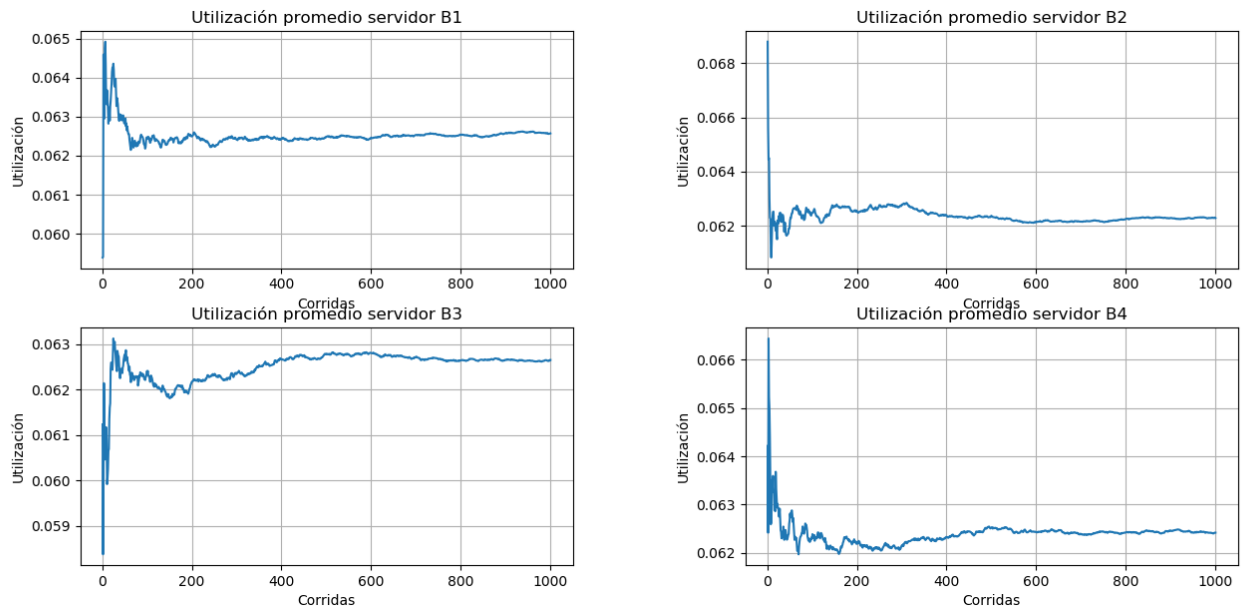 Utilización promedio servidor B1
Utilización
0.065
0.064
0.063
0.062
0.061
0.060
0 200 400 600 800 1000
Corridas
Utilización promedio servidor B2
Utilización
0.068
0.066
0.064
0.062
0 200 400 600 800 1000
Corridas
Utilización promedio servidor B3
Utilización
0.063
0.062
0.061
0.060
0.059
0 200 400 600 800 1000
Corridas
Utilización promedio servidor B4
Utilización
0.066
0.065
0.064
0.063
0.062
0 200 400 600 800 1000
Corridas